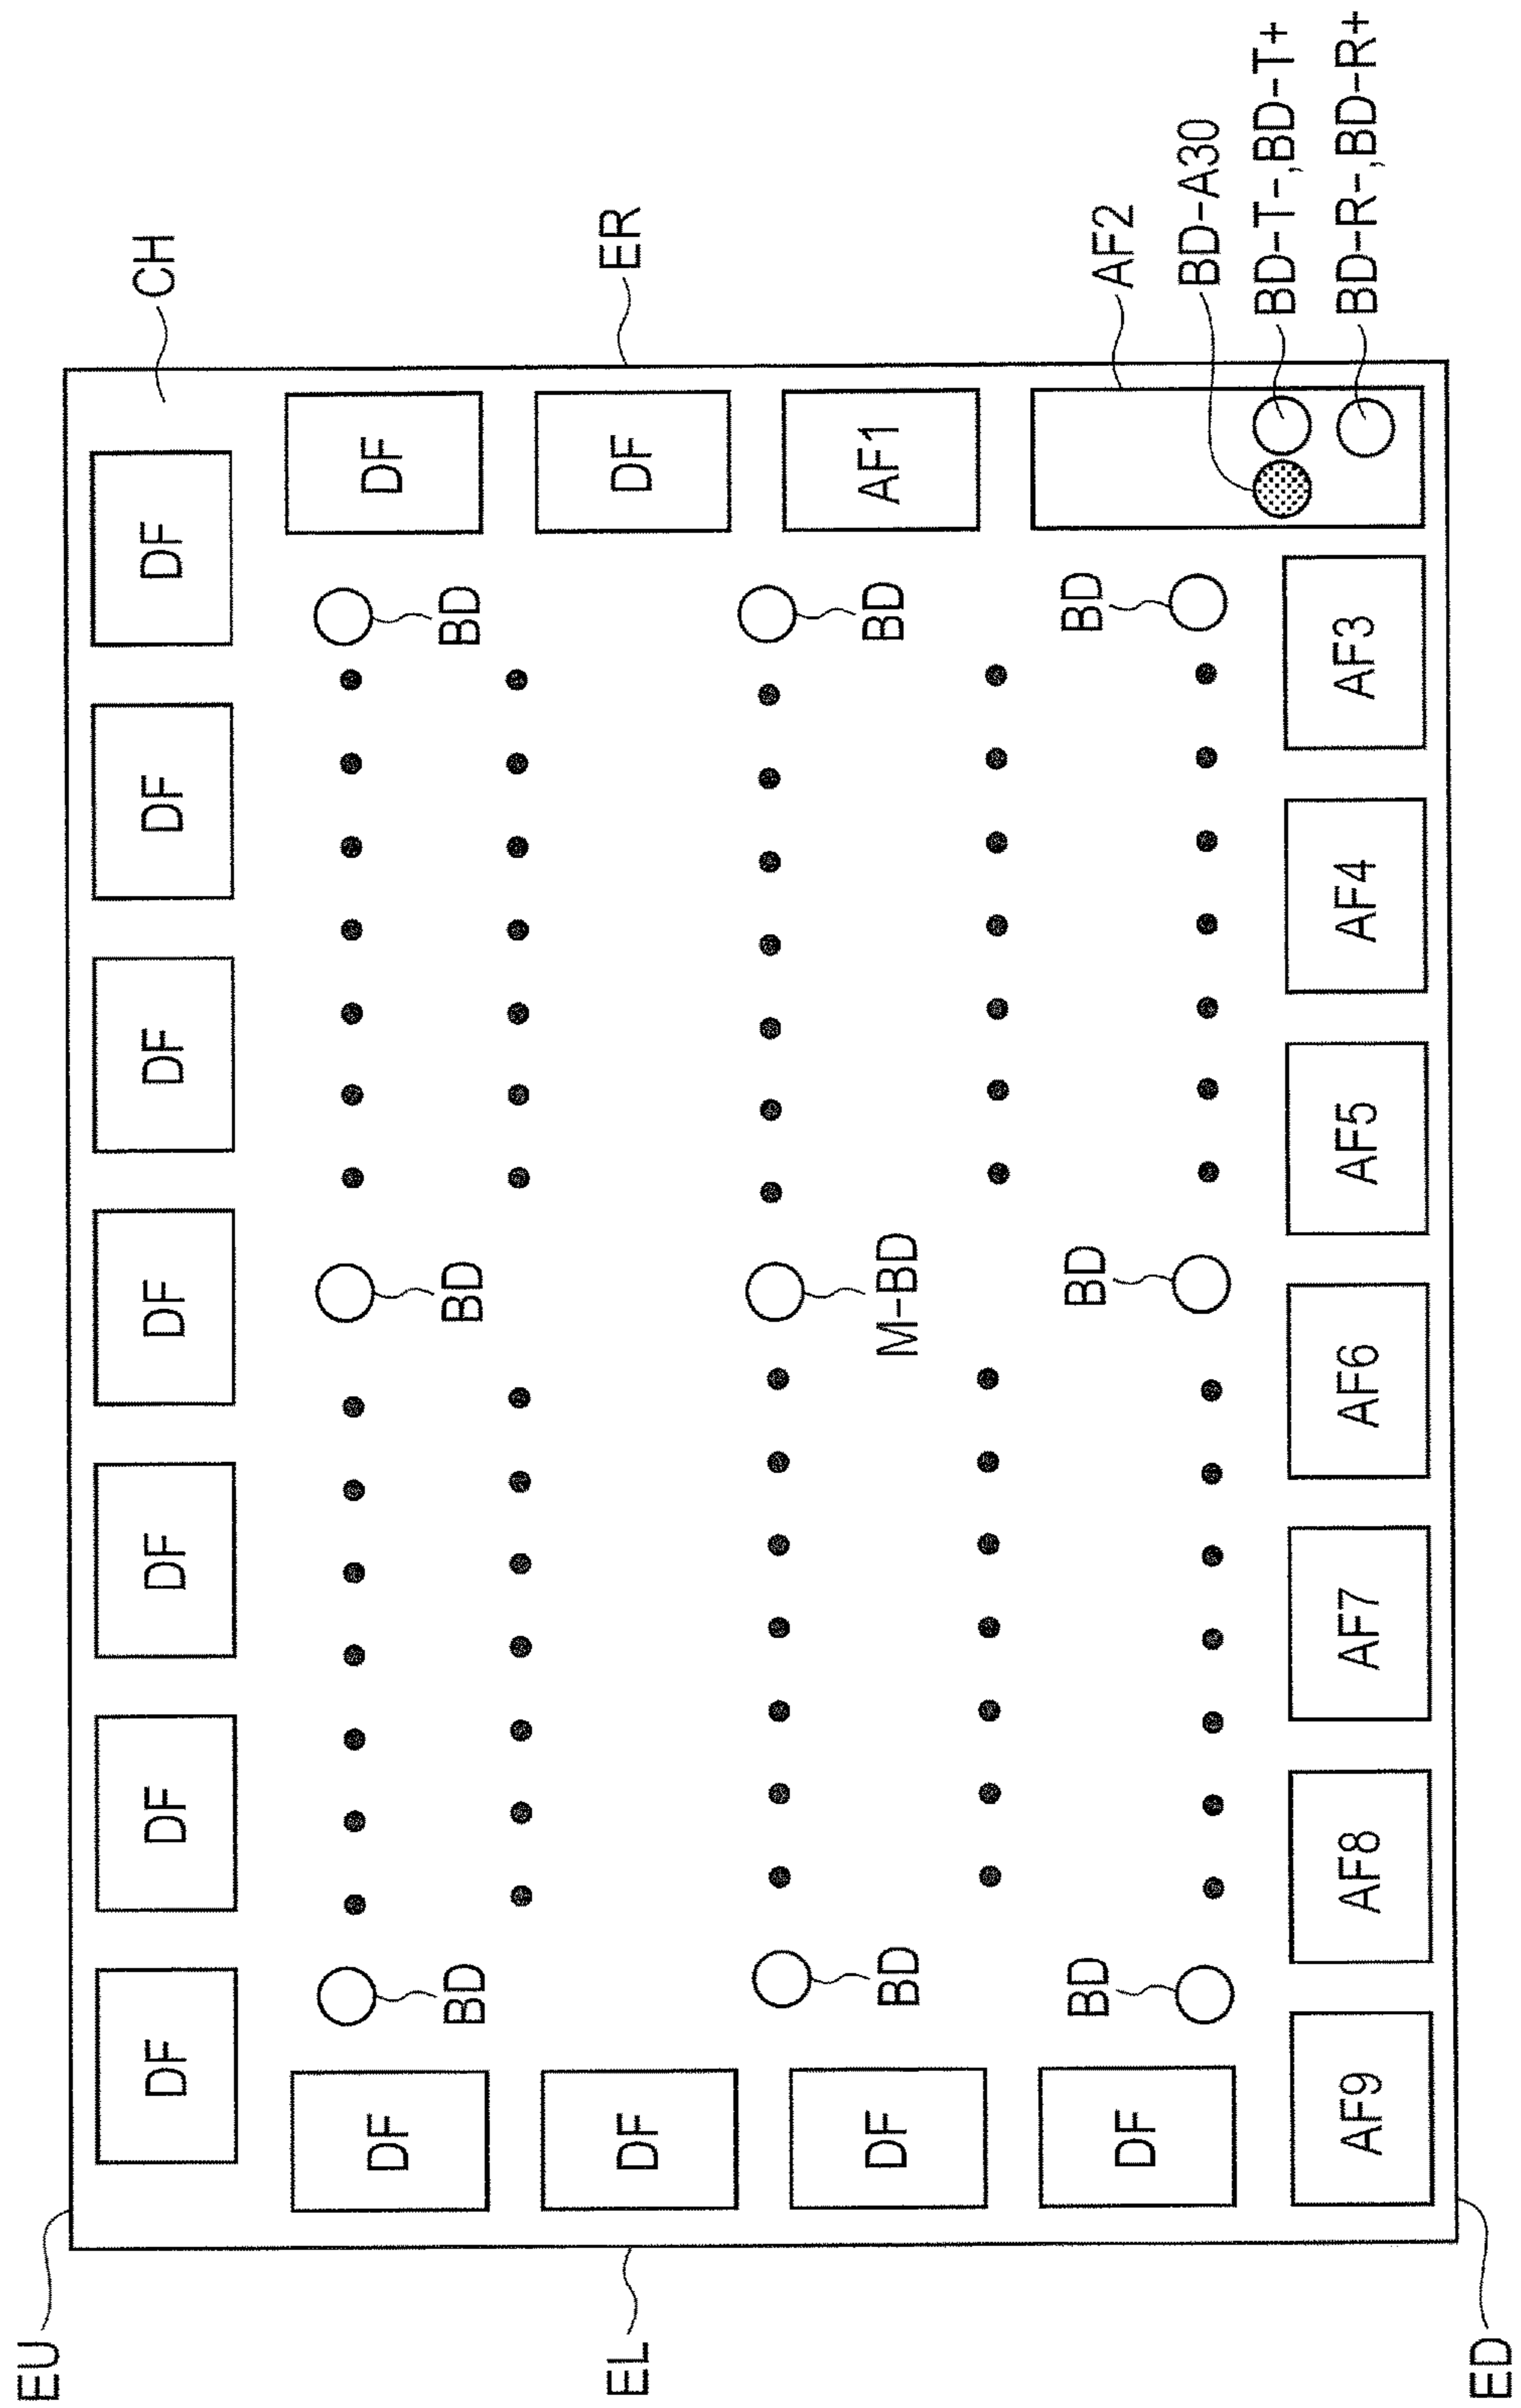 EU
EL
ED
CH
ER
AF2
BD-A30
BD-T-,BD-T+
BD-R-,BD-R+
DF
DF
DF
DF
DF
DF
DF
DF
DF
DF
DF
DF
DF
AF1
BD
BD
BD
BD
M-BD
BD
BD
BD
BD
AF9
AF8
AF7
AF6
AF5
AF4
AF3